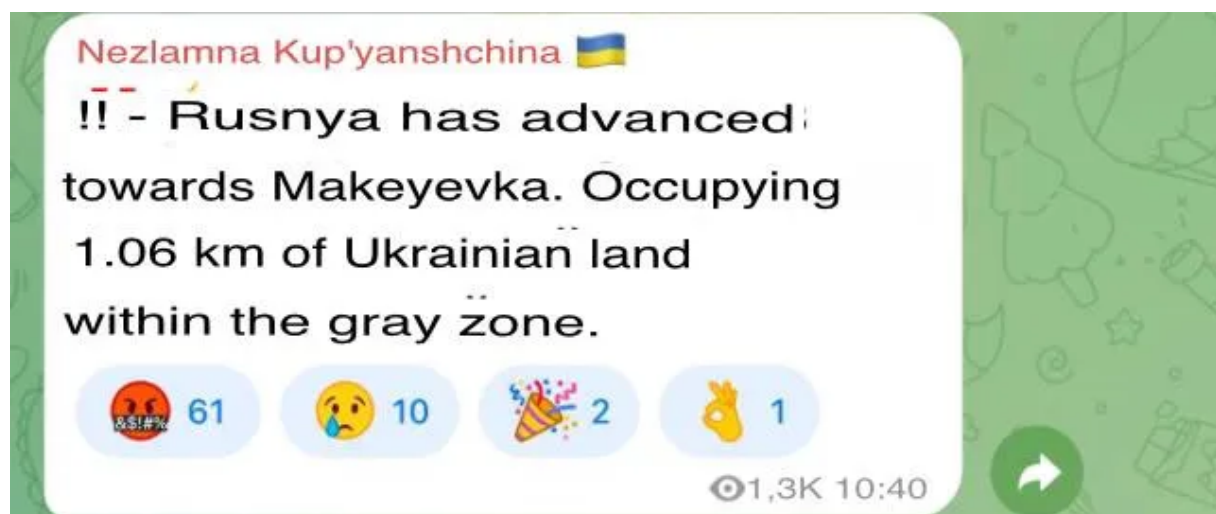 Nezlamna Kup'yanshchina 🇺🇦
!! - Rusnya has advanced
towards Makeyevka. Occupying
1.06 km of Ukrainian land
within the gray zone.
61 10 2 1
1,3K 10:40